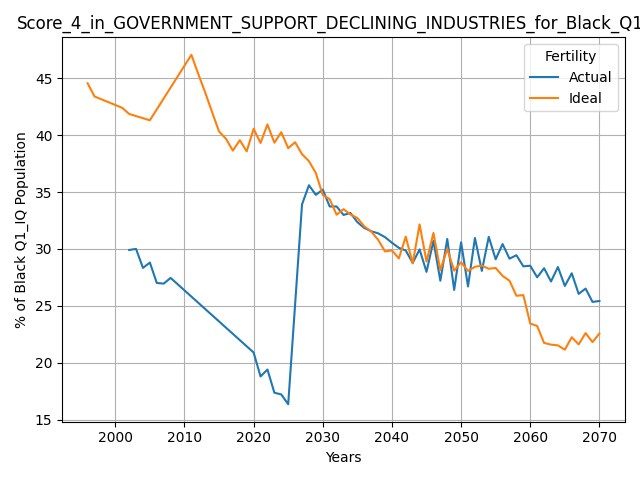 Score_4_in_GOVERNMENT_SUPPORT_DECLINING_INDUSTRIES_for_Black_Q1
Fertility
Actual
Ideal
% of Black Q1_IQ Population
45
40
35
30
25
20
15
2000 2010 2020 2030 2040 2050 2060 2070
Years